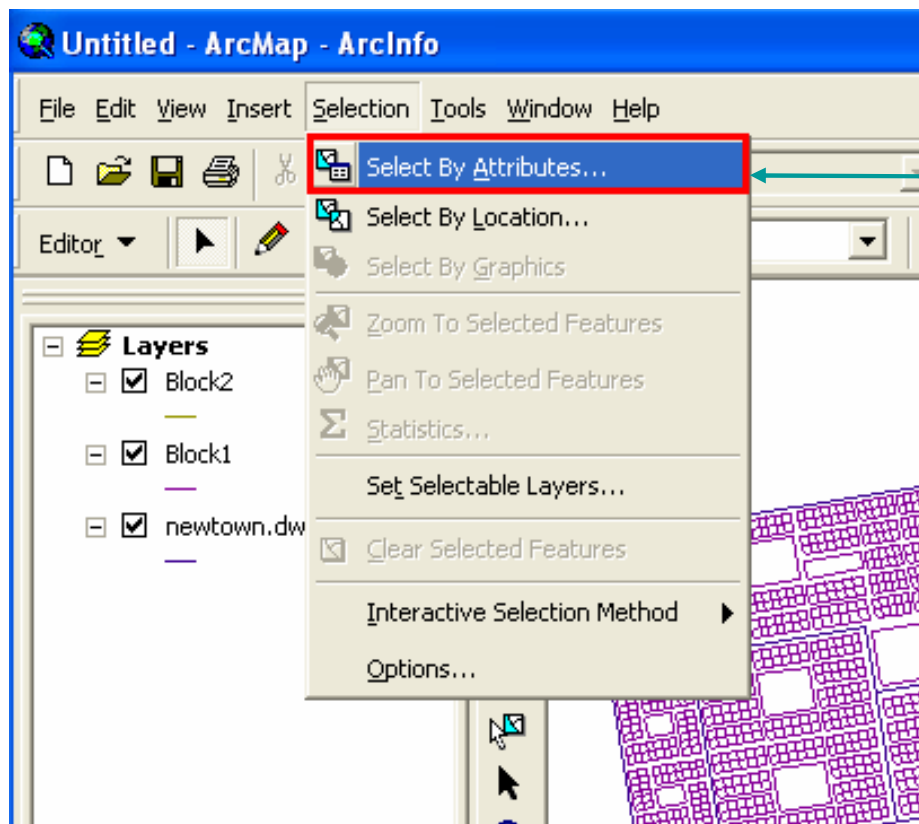 Untitled - ArcMap - ArcInfo
File Edit View Insert Selection Tools Window Help
Select By Attributes...
Select By Location...
Editor
Select By Graphics
Zoom To Selected Features
Layers
Block2
Pan To Selected Features
Statistics...
Block1
Set Selectable Layers...
newtown.dw
Clear Selected Features
Interactive Selection Method
Options...